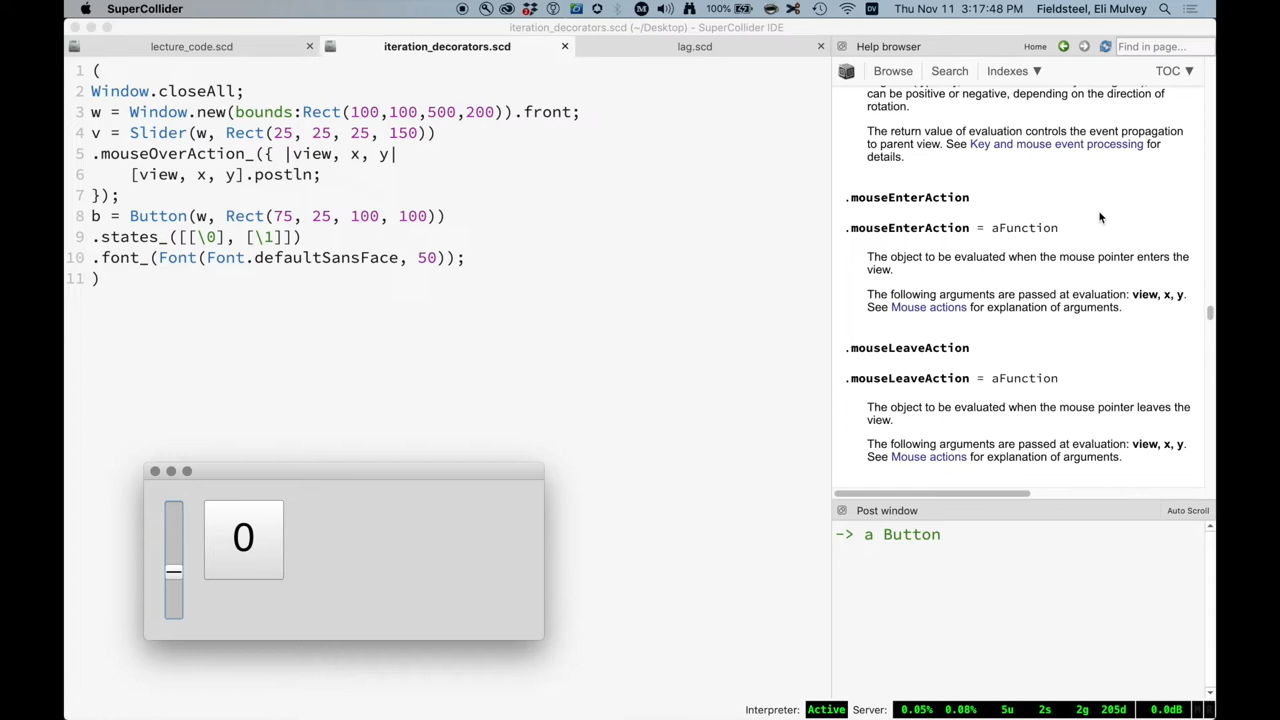 SuperCollider
100%
DV
Thu Nov 11 3:17:48 PM
Fieldsteel, Eli Mulvey
iteration_decorators.scd (~/Desktop) - SuperCollider IDE
lecture_code.scd
iteration_decorators.scd
lag.scd
1 (
2 Window.closeAll;
3 w = Window.new(bounds:Rect(100,100,500,200)).front;
4 v = Slider(w, Rect(25, 25, 25, 150))
5 .mouseOverAction_({ |view, x, y|
6 [view, x, y].postln;
7 });
8 b = Button(w, Rect(75, 25, 100, 100))
9 .states_([[\0], [\1]])
10 .font_(Font(Font.defaultSansFace, 50));
11 )
0
Help browser
Home
Find in page...
Browse
Search
Indexes ▼
TOC ▼
can be positive or negative, depending on the direction of
rotation.
The return value of evaluation controls the event propagation
to parent view. See Key and mouse event processing for
details.
.mouseEnterAction
.mouseEnterAction = aFunction
The object to be evaluated when the mouse pointer enters the
view.
The following arguments are passed at evaluation: view, x, y.
See Mouse actions for explanation of arguments.
.mouseLeaveAction
.mouseLeaveAction = aFunction
The object to be evaluated when the mouse pointer leaves the
view.
The following arguments are passed at evaluation: view, x, y.
See Mouse actions for explanation of arguments.
Post window
Auto Scroll
-> a Button
Interpreter: Active Server: 0.05% 0.08% 5u 2s 2g 205d 0.0dB M R